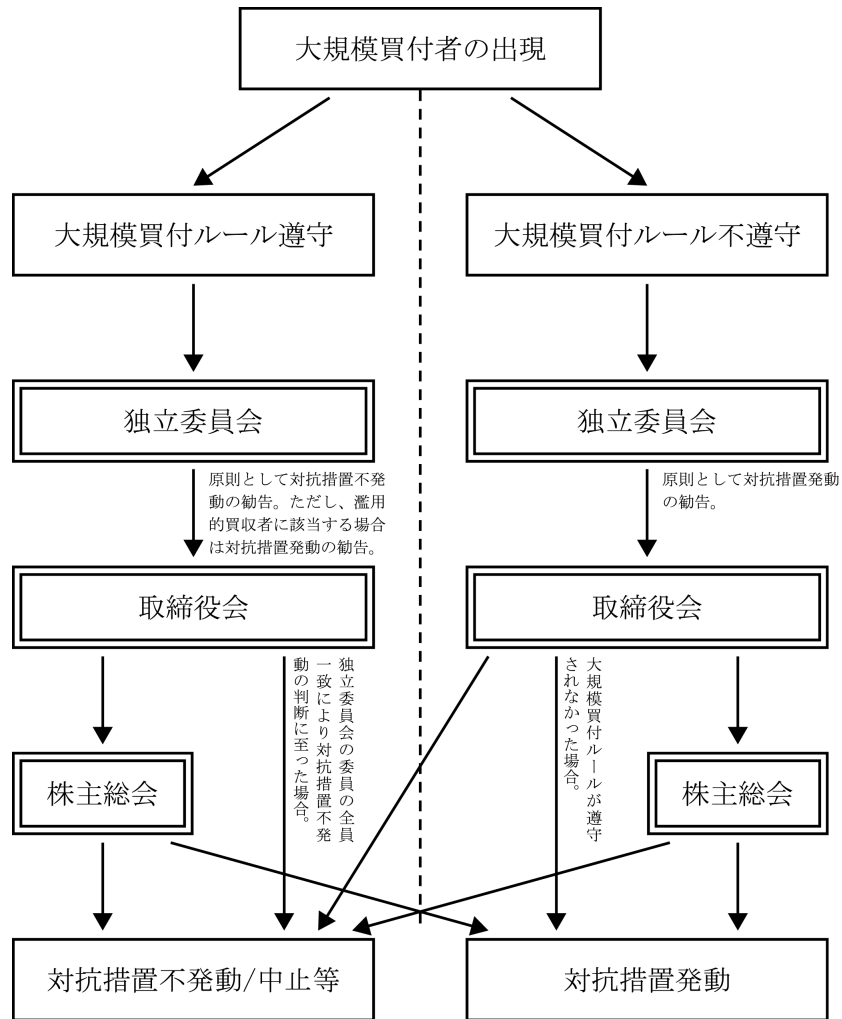 大規模買付者の出現
大規模買付ルール遵守
大規模買付ルール不遵守
独立委員会
独立委員会
原則として対抗措置不発
動の勧告。ただし、濫用
的買収者に該当する場合
は対抗措置発動の勧告。
原則として対抗措置発動
の勧告。
取締役会
取締役会
独立委員会の委員の全員
一致により対抗措置不発
動の判断に至った場合。
大規模買付ルールが遵守
されなかった場合。
株主総会
株主総会
対抗措置不発動/中止等
対抗措置発動